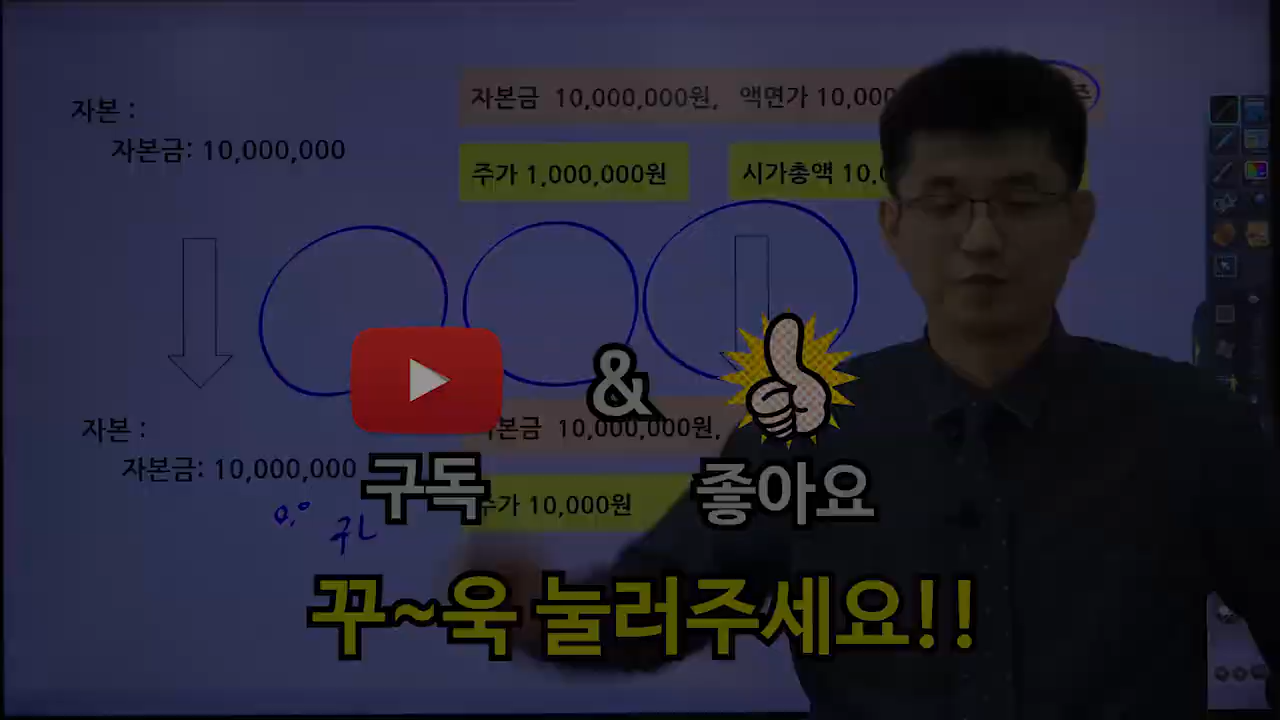 자본 :
자본금: 10,000,000
자본금 10,000,000원, 액면가 10,000
주
주가 1,000,000원
시가총액 10,0
자본 :
자본금: 10,000,000
본금 10,000,000원,
주가 10,000원
&
구독
좋아요
꾸~욱 눌러주세요!!